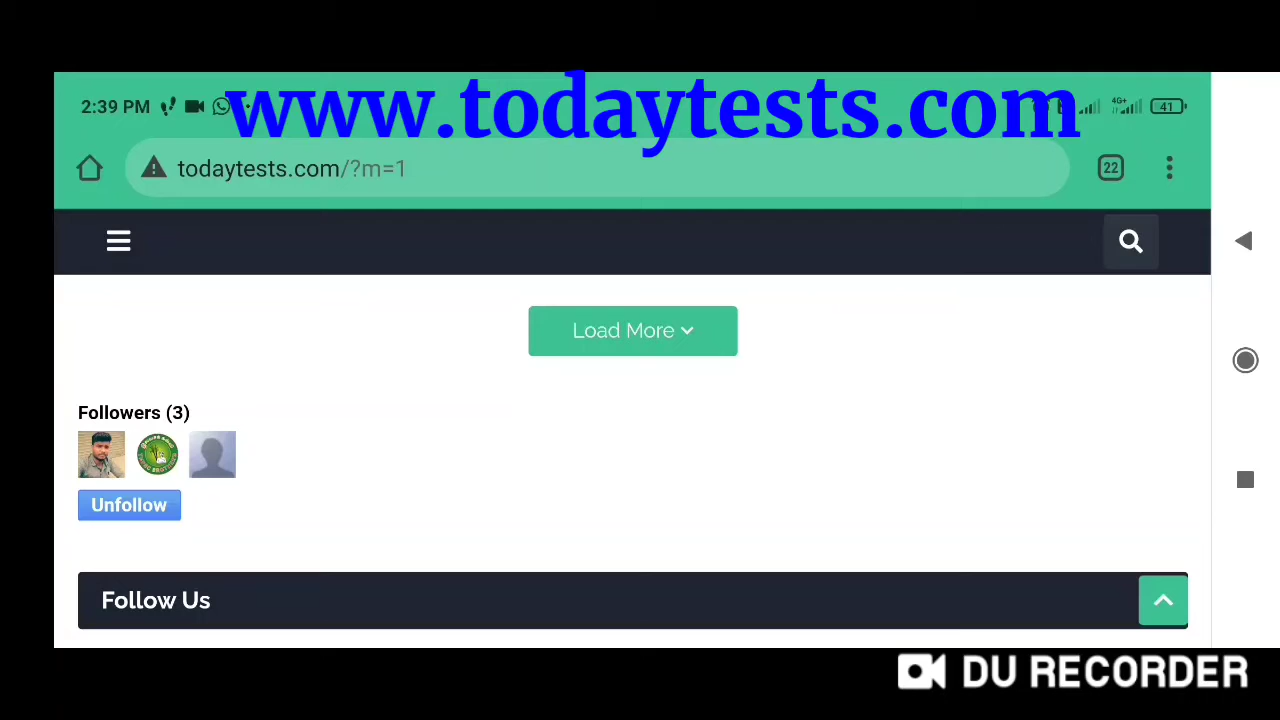 www.todaytests.com
2:39 PM
4G+
41
todaytests.com/?m=1
22
Load More
Followers (3)
Unfollow
Follow Us
DU RECORDER